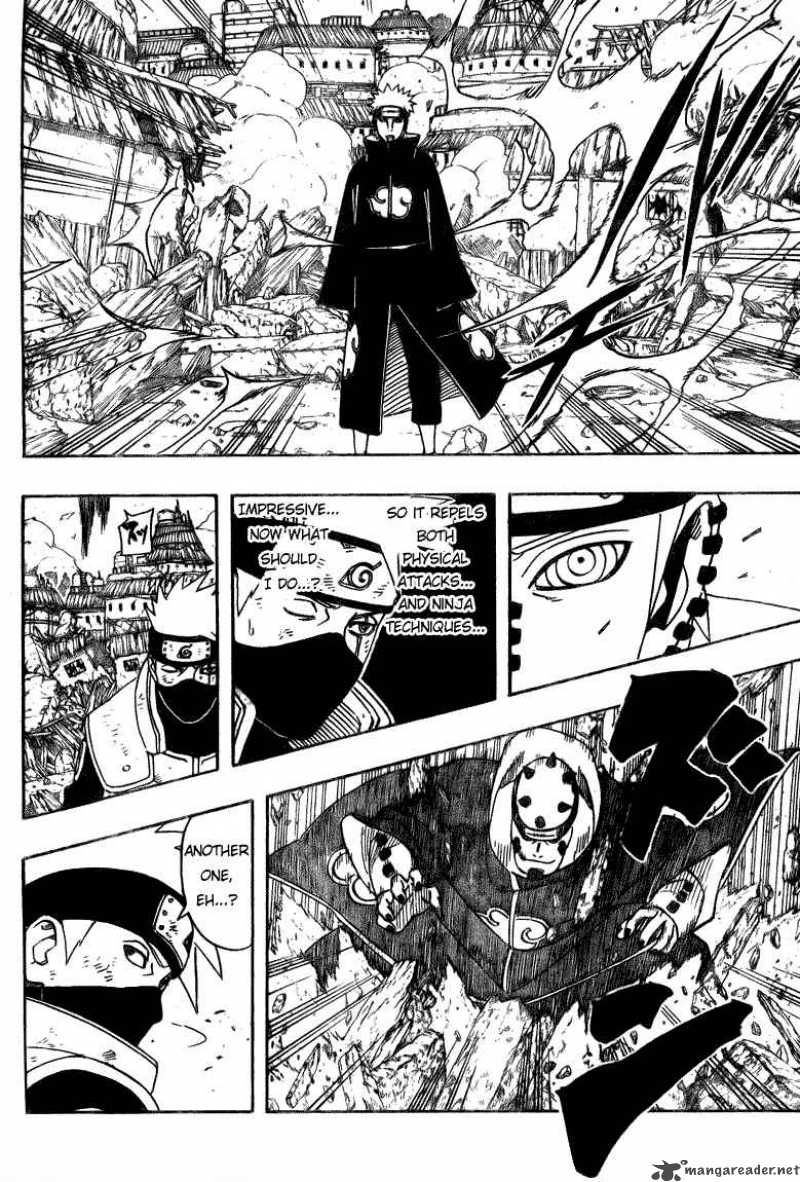 SO IT REPELS
BOTH
PHYSICAL
ATTACKS...
AND NINJA
TECHNIQUES...
IMPRESSIVE...
NOW WHAT
SHOULD
I DO...?
ANOTHER
ONE,
EH...?
mangareader.net